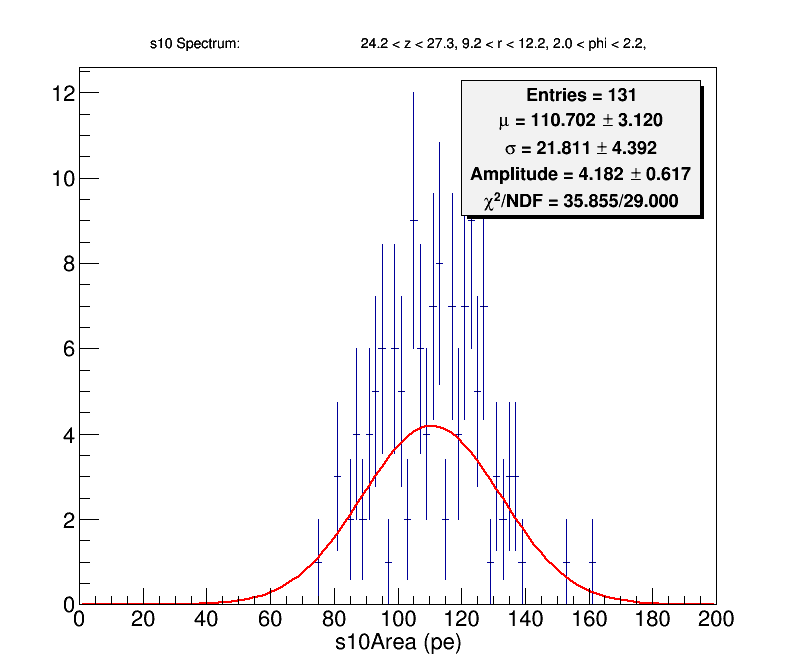 s10 Spectrum: 24.2 < z < 27.3, 9.2 < r < 12.2, 2.0 < phi < 2.2,
Entries = 131
μ = 110.702 ± 3.120
σ = 21.811 ± 4.392
Amplitude = 4.182 ± 0.617
χ²/NDF = 35.855/29.000
12
10
8
6
4
2
0
0 20 40 60 80 100 120 140 160 180 200
s10Area (pe)